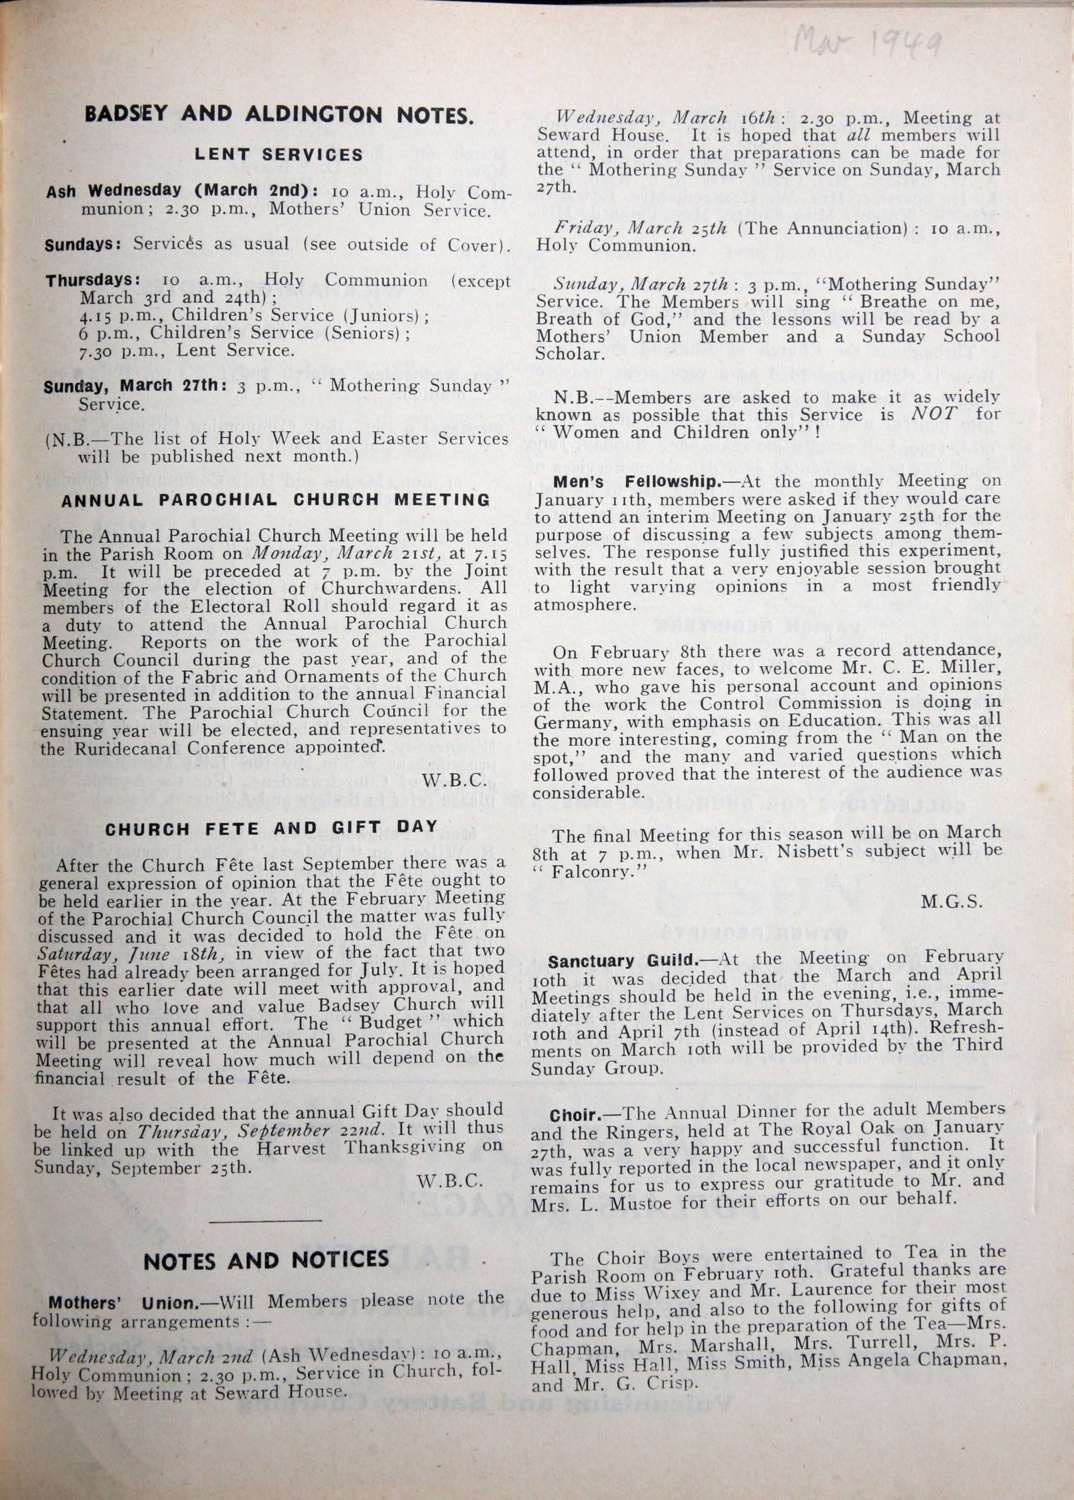 Mar 1949
BADSEY AND ALDINGTON NOTES.
LENT SERVICES
Ash Wednesday (March 2nd): 10 a.m., Holy Com-
munion; 2.30 p.m., Mothers' Union Service.
Sundays: Services as usual (see outside of Cover).
Thursdays: 10 a.m., Holy Communion (except
March 3rd and 24th);
4.15 p.m., Children's Service (Juniors);
6 p.m., Children's Service (Seniors);
7.30 p.m., Lent Service.
Sunday, March 27th: 3 p.m., " Mothering Sunday "
Service.
(N.B.—The list of Holy Week and Easter Services
will be published next month.)
ANNUAL PAROCHIAL CHURCH MEETING
The Annual Parochial Church Meeting will be held
in the Parish Room on Monday, March 21st, at 7.15
p.m. It will be preceded at 7 p.m. by the Joint
Meeting for the election of Churchwardens. All
members of the Electoral Roll should regard it as
a duty to attend the Annual Parochial Church
Meeting. Reports on the work of the Parochial
Church Council during the past year, and of the
condition of the Fabric and Ornaments of the Church
will be presented in addition to the annual Financial
Statement. The Parochial Church Council for the
ensuing year will be elected, and representatives to
the Ruridecanal Conference appointed.
W.B.C.
CHURCH FETE AND GIFT DAY
After the Church Fête last September there was a
general expression of opinion that the Fête ought to
be held earlier in the year. At the February Meeting
of the Parochial Church Council the matter was fully
discussed and it was decided to hold the Fête on
Saturday, June 18th, in view of the fact that two
Fêtes had already been arranged for July. It is hoped
that this earlier date will meet with approval, and
that all who love and value Badsey Church will
support this annual effort. The " Budget " which
will be presented at the Annual Parochial Church
Meeting will reveal how much will depend on the
financial result of the Fête.
It was also decided that the annual Gift Day should
be held on Thursday, September 22nd. It will thus
be linked up with the Harvest Thanksgiving on
Sunday, September 25th.
W.B.C.
NOTES AND NOTICES
Mothers' Union.—Will Members please note the
following arrangements :—
Wednesday, March 2nd (Ash Wednesday) : 10 a.m.,
Holy Communion; 2.30 p.m., Service in Church, fol-
lowed by Meeting at Seward House.
Wednesday, March 16th : 2.30 p.m., Meeting at
Seward House. It is hoped that all members will
attend, in order that preparations can be made for
the " Mothering Sunday " Service on Sunday, March
27th.
Friday, March 25th (The Annunciation) : 10 a.m.,
Holy Communion.
Sunday, March 27th : 3 p.m., "Mothering Sunday"
Service. The Members will sing " Breathe on me,
Breath of God," and the lessons will be read by a
Mothers' Union Member and a Sunday School
Scholar.
N.B.--Members are asked to make it as widely
known as possible that this Service is NOT for
" Women and Children only" !
Men's Fellowship.—At the monthly Meeting on
January 11th, members were asked if they would care
to attend an interim Meeting on January 25th for the
purpose of discussing a few subjects among them-
selves. The response fully justified this experiment,
with the result that a very enjoyable session brought
to light varying opinions in a most friendly
atmosphere.
On February 8th there was a record attendance,
with more new faces, to welcome Mr. C. E. Miller,
M.A., who gave his personal account and opinions
of the work the Control Commission is doing in
Germany, with emphasis on Education. This was all
the more interesting, coming from the " Man on the
spot," and the many and varied questions which
followed proved that the interest of the audience was
considerable.
The final Meeting for this season will be on March
8th at 7 p.m., when Mr. Nisbett's subject will be
" Falconry."
M.G.S.
Sanctuary Guild.—At the Meeting on February
10th it was decided that the March and April
Meetings should be held in the evening, i.e., imme-
diately after the Lent Services on Thursdays, March
10th and April 7th (instead of April 14th). Refresh-
ments on March 10th will be provided by the Third
Sunday Group.
Choir.—The Annual Dinner for the adult Members
and the Ringers, held at The Royal Oak on January
27th, was a very happy and successful function. It
was fully reported in the local newspaper, and it only
remains for us to express our gratitude to Mr. and
Mrs. L. Mustoe for their efforts on our behalf.
The Choir Boys were entertained to Tea in the
Parish Room on February 10th. Grateful thanks are
due to Miss Wixey and Mr. Laurence for their most
generous help, and also to the following for gifts of
food and for help in the preparation of the Tea—Mrs.
Chapman, Mrs. Marshall, Mrs. Turrell, Mrs. P.
Hall, Miss Hall, Miss Smith, Miss Angela Chapman,
and Mr. G. Crisp.